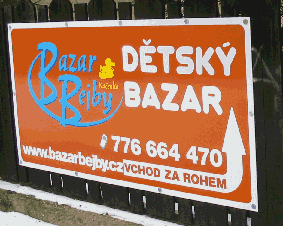 Bazar
Kačenka
Bejby
DĚTSKÝ
BAZAR
776 664 470
www.bazarbejby.cz VCHOD ZA ROHEM